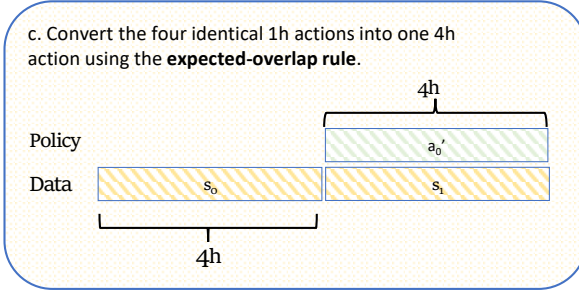 c. Convert the four identical 1h actions into one 4h
action using the expected-overlap rule.
4h
Policy
a₀’
Data
s₀
s₁
4h